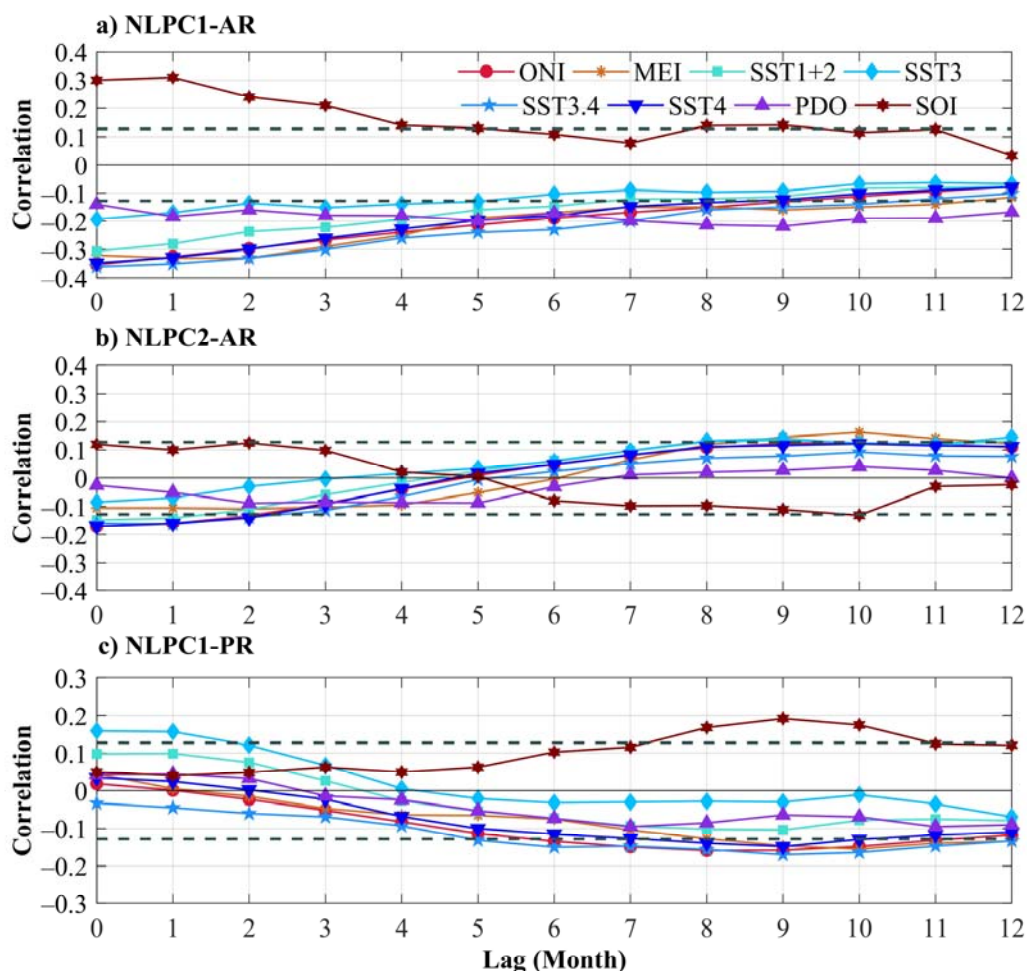 a) NLPC1-AR
Correlation
0.4
0.3
0.2
0.1
0
–0.1
–0.2
–0.3
–0.4
ONI MEI SST1+2 SST3
SST3.4 SST4 PDO SOI
0 1 2 3 4 5 6 7 8 9 10 11 12
b) NLPC2-AR
Correlation
0.4
0.3
0.2
0.1
0
–0.1
–0.2
–0.3
–0.4
0 1 2 3 4 5 6 7 8 9 10 11 12
c) NLPC1-PR
Correlation
0.3
0.2
0.1
0
–0.1
–0.2
–0.3
0 1 2 3 4 5 6 7 8 9 10 11 12
Lag (Month)